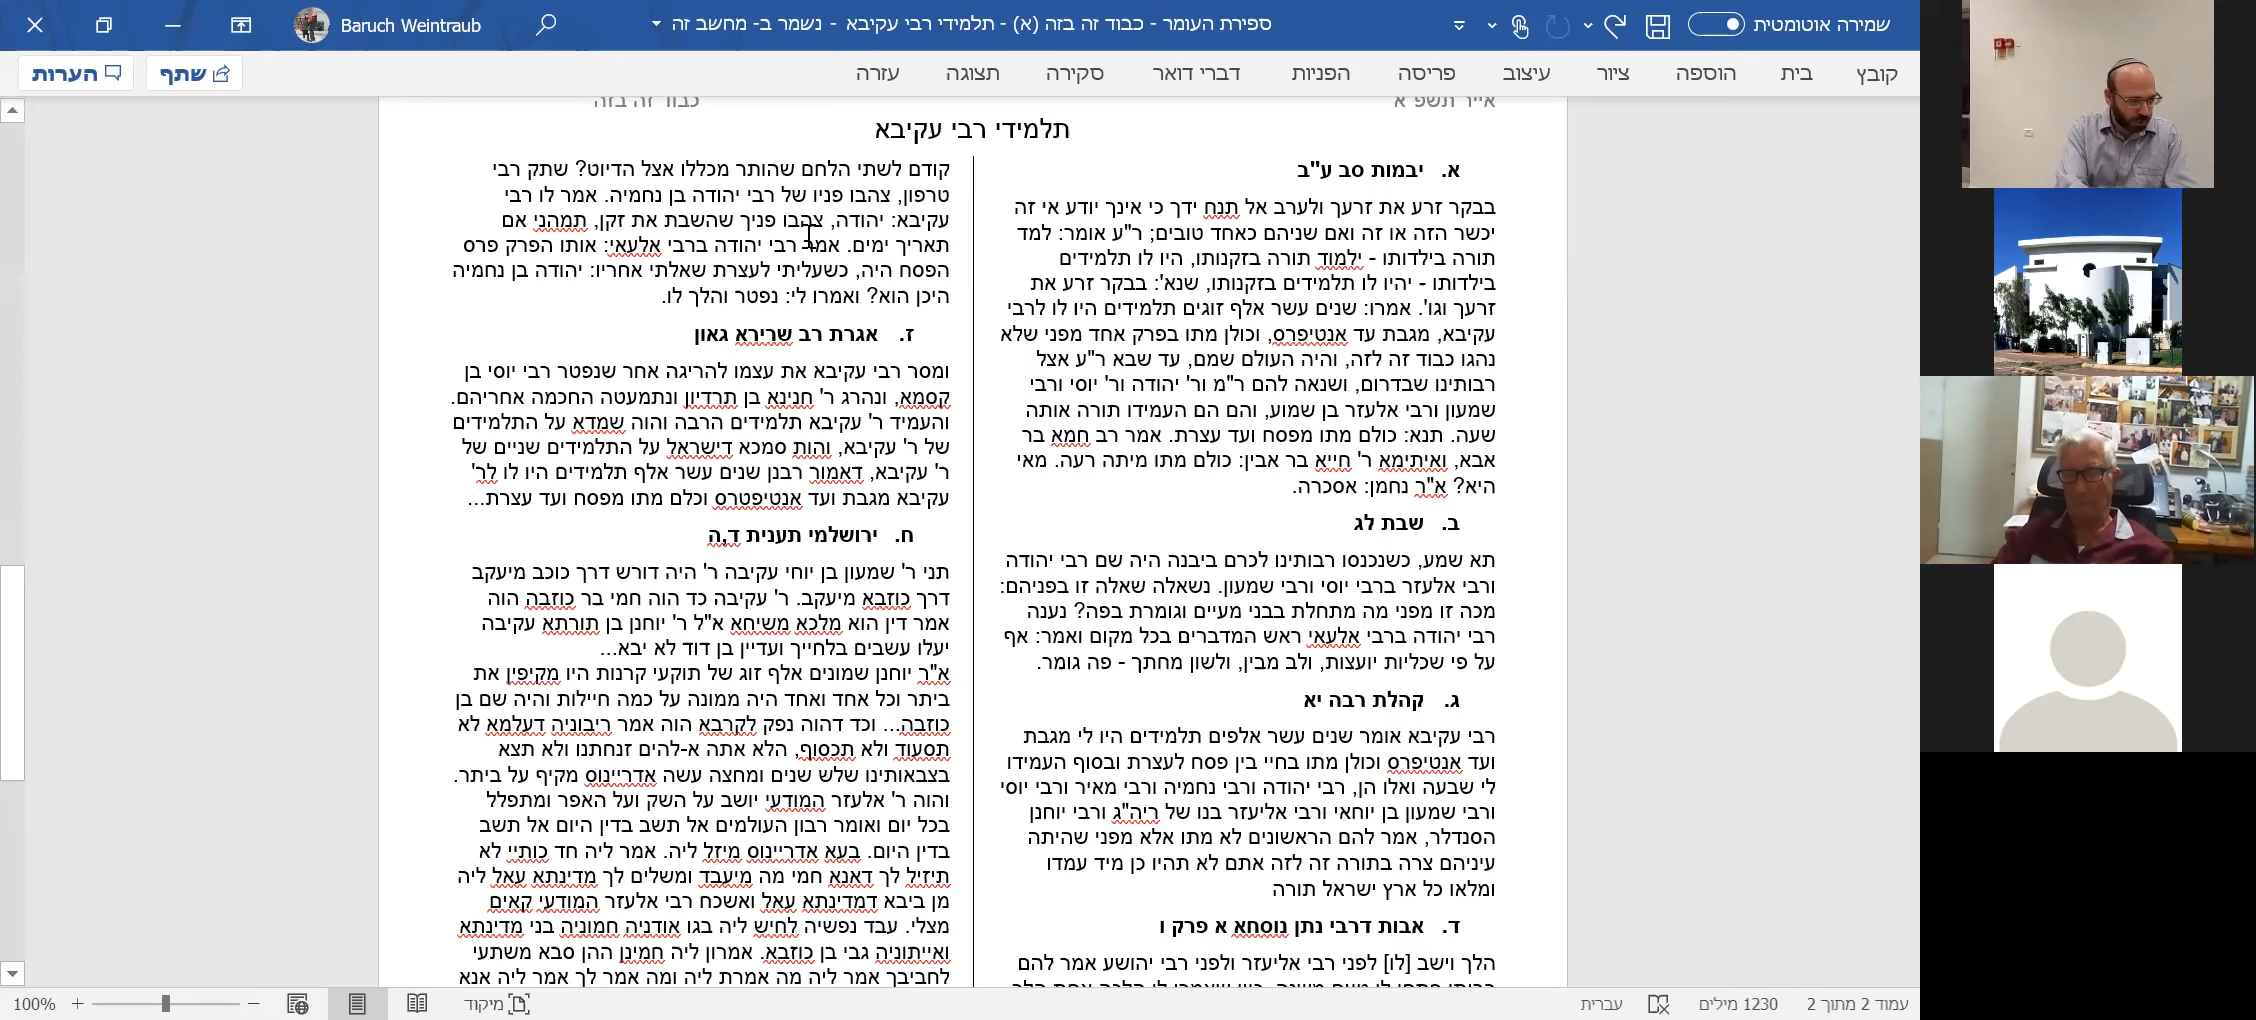 שמירה אוטומטית
ספירת העומר - כבוד זה בזה (א) - תלמידי רבי עקיבא - נשמר ב- מחשב זה
Baruch Weintraub
קובץ בית הוספה ציור עיצוב פריסה הפניות דברי דואר סקירה תצוגה עזרה
שתף
הערות
אייר תשפ"א
כבוד זה בזה
תלמידי רבי עקיבא
א. יבמות סב ע"ב
בבקר זרע את זרעך ולערב אל תנח ידך כי אינך יודע אי זה
יכשר הזה או זה ואם שניהם כאחד טובים; ר"ע אומר: למד
תורה בילדותו - ילמוד תורה בזקנותו, היו לו תלמידים
בילדותו - יהיו לו תלמידים בזקנותו, שנא': בבקר זרע את
זרעך וגו'. אמרו: שנים עשר אלף זוגים תלמידים היו לו לרבי
עקיבא, מגבת עד אנטיפרס, וכולן מתו בפרק אחד מפני שלא
נהגו כבוד זה לזה, והיה העולם שמם, עד שבא ר"ע אצל
רבותינו שבדרום, ושנאה להם ר"מ ור' יהודה ור' יוסי ורבי
שמעון ורבי אלעזר בן שמוע, והם הם העמידו תורה אותה
שעה. תנא: כולם מתו מפסח ועד עצרת. אמר רב חמא בר
אבא, ואיתימא ר' חייא בר אבין: כולם מתו מיתה רעה. מאי
היא? א"ר נחמן: אסכרה.
ב. שבת לג
תא שמע, כשנכנסו רבותינו לכרם ביבנה היה שם רבי יהודה
ורבי אלעזר ברבי יוסי ורבי שמעון. נשאלה שאלה זו בפניהם:
מכה זו מפני מה מתחלת בבני מעיים וגומרת בפה? נענה
רבי יהודה ברבי אלעאי ראש המדברים בכל מקום ואמר: אף
על פי שכליות יועצות, ולב מבין, ולשון מחתך - פה גומר.
ג. קהלת רבה יא
רבי עקיבא אומר שנים עשר אלפים תלמידים היו לי מגבת
ועד אנטיפרס וכולן מתו בחיי בין פסח לעצרת ובסוף העמידו
לי שבעה ואלו הן, רבי יהודה ורבי נחמיה ורבי מאיר ורבי יוסי
ורבי שמעון בן יוחאי ורבי אליעזר בנו של ריה"ג ורבי יוחנן
הסנדלר, אמר להם הראשונים לא מתו אלא מפני שהיתה
עיניהם צרה בתורה זה לזה אתם לא תהיו כן מיד עמדו
ומלאו כל ארץ ישראל תורה
ד. אבות דרבי נתן נוסחא א פרק ו
הלך וישב [לו] לפני רבי אליעזר ולפני רבי יהושע אמר להם
קודם לשתי הלחם שהותר מכללו אצל הדיוט? שתק רבי
טרפון, צהבו פניו של רבי יהודה בן נחמיה. אמר לו רבי
עקיבא: יהודה, צהבו פניך שהשבת את זקן, תמהני אם
תאריך ימים. אמר רבי יהודה ברבי אלעאי: אותו הפרק פרס
הפסח היה, כשעליתי לעצרת שאלתי אחריו: יהודה בן נחמיה
היכן הוא? ואמרו לי: נפטר והלך לו.
ז. אגרת רב שרירא גאון
ומסר רבי עקיבא את עצמו להריגה אחר שנפטר רבי יוסי בן
קסמא, ונהרג ר' חנינא בן תרדיון ונתמעטה החכמה אחריהם.
והעמיד ר' עקיבא תלמידים הרבה והוה שמדא על התלמידים
של ר' עקיבא, והות סמכא דישראל על התלמידים שניים של
ר' עקיבא, דאמור רבנן שנים עשר אלף תלמידים היו לו לר'
עקיבא מגבת ועד אנטיפטרס וכלם מתו מפסח ועד עצרת...
ח. ירושלמי תענית ד,ה
תני ר' שמעון בן יוחי עקיבה ר' היה דורש דרך כוכב מיעקב
דרך כוזבא מיעקב. ר' עקיבה כד הוה חמי בר כוזבה הוה
אמר דין הוא מלכא משיחא א"ל ר' יוחנן בן תורתא עקיבה
יעלו עשבים בלחייך ועדיין בן דוד לא יבא...
א"ר יוחנן שמונים אלף זוג של תוקעי קרנות היו מקיפין את
ביתר וכל אחד ואחד היה ממונה על כמה חיילות והיה שם בן
כוזבה... וכד דהוה נפק לקרבא הוה אמר ריבוניה דעלמא לא
תסעוד ולא תכסוף, הלא אתה א-להים זנחתנו ולא תצא
בצבאותינו שלש שנים ומחצה עשה אדריינוס מקיף על ביתר.
והוה ר' אלעזר המודעי יושב על השק ועל האפר ומתפלל
בכל יום ואומר רבון העולמים אל תשב בדין היום אל תשב
בדין היום. בעא אדריינוס מיזל ליה. אמר ליה חד כותיי לא
תיזיל לך דאנא חמי מה מיעבד ומשלים לך מדינתא עאל ליה
מן ביבא דמדינתא עאל ואשכח רבי אלעזר המודעי קאים
מצלי. עבד נפשיה לחיש ליה בגו אודניה חמוניה בני מדינתא
ואייתוניה גבי בן כוזבא. אמרון ליה חמינן ההן סבא משתעי
לחביבך אמר ליה מה אמרת ליה ומה אמר לך אמר ליה אנא
עמוד 2 מתוך 2
1230 מילים
עברית
מיקוד
100%